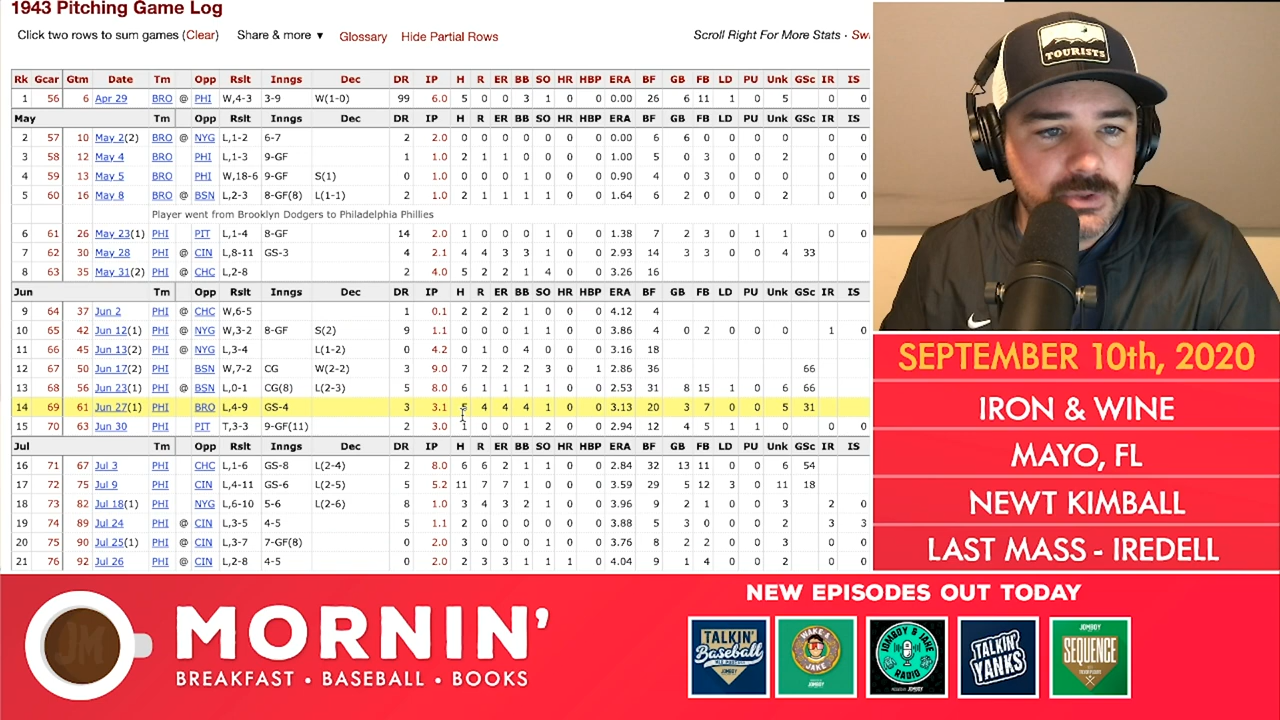 1943 Pitching Game Log
Click two rows to sum games (Clear) Share & more ▼ Glossary Hide Partial Rows Scroll Right For More Stats ·
Rk Gcar Gtm Date Tm Opp Rslt Inngs Dec DR IP H R ER BB SO HR HBP ERA BF GB FB LD PU Unk GSc IR IS
1 56 6 Apr 29 BRO @ PHI W,4-3 3-9 W(1-0) 99 6.0 5 0 0 3 1 0 0 0.00 26 6 11 1 0 5 0 0
May Tm Opp Rslt Inngs Dec DR IP H R ER BB SO HR HBP ERA BF GB FB LD PU Unk GSc IR IS
2 57 10 May 2(2) BRO @ NYG L,1-2 6-7 2 2.0 0 0 0 0 0 0 0 0.00 6 6 0 0 0 0 0 0
3 58 12 May 4 BRO PHI L,1-3 9-GF 1 1.0 2 1 1 0 0 0 0 1.00 5 0 3 0 0 2 0 0
4 59 13 May 5 BRO PHI W,18-6 9-GF S(1) 1.0 0 0 0 1 0 0 0 0.90 4 0 3 0 0 0 0 0
5 60 16 May 8 BRO @ BSN L,2-3 8-GF(8) L(1-1) 2 1.0 2 1 1 1 0 0 0 1.64 6 2 0 0 0 2 0 0
Player went from Brooklyn Dodgers to Philadelphia Phillies
6 61 26 May 23(1) PHI PIT L,1-4 8-GF 14 2.0 1 0 0 0 1 0 0 1.38 7 2 3 0 1 1 0 0
7 62 30 May 28 PHI @ CIN L,8-11 GS-3 4 2.1 4 4 3 3 1 0 0 2.93 14 3 3 0 0 4 33
8 63 35 May 31(2) PHI @ CHC L,2-8 2 4.0 5 2 2 1 4 0 0 3.26 16
Jun Tm Opp Rslt Inngs Dec DR IP H R ER BB SO HR HBP ERA BF GB FB LD PU Unk GSc IR IS
9 64 37 Jun 2 PHI @ CHC W,6-5 1 0.1 2 2 2 1 0 0 0 4.12 4
10 65 42 Jun 12(1) PHI @ NYG W,3-2 8-GF S(2) 9 1.1 0 0 0 1 1 0 0 3.86 4 0 2 0 0 0 1 0
11 66 45 Jun 13(2) PHI @ NYG L,3-4 L(1-2) 0 4.2 0 1 0 4 0 0 0 3.16 18
12 67 50 Jun 17(2) PHI BSN W,7-2 CG W(2-2) 3 9.0 7 2 2 2 3 0 1 2.86 36 66
13 68 56 Jun 23(1) PHI @ BSN L,0-1 CG(8) L(2-3) 5 8.0 6 1 1 1 1 0 0 2.53 31 8 15 1 0 6 66
14 69 61 Jun 27(1) PHI BRO L,4-9 GS-4 3 3.1 5 4 4 4 1 0 0 3.13 20 3 7 0 0 5 31
15 70 63 Jun 30 PHI PIT T,3-3 9-GF(11) 2 3.0 1 0 0 1 2 0 0 2.94 12 4 5 1 1 0 0 0
Jul Tm Opp Rslt Inngs Dec DR IP H R ER BB SO HR HBP ERA BF GB FB LD PU Unk GSc IR IS
16 71 67 Jul 3 PHI CHC L,1-6 GS-8 L(2-4) 2 8.0 6 6 2 1 1 0 0 2.84 32 13 11 0 0 6 54
17 72 75 Jul 9 PHI CIN L,4-11 GS-6 L(2-5) 5.2 11 7 7 1 0 0 0 3.59 29 5 12 3 0 11 18
18 73 82 Jul 18(1) PHI NYG L,6-10 5-6 L(2-6) 8 1.0 3 4 3 2 0 0 0 3.96 9 2 1 0 0 3 2 0
19 74 89 Jul 24 PHI @ CIN L,3-5 4-5 1.1 2 0 0 0 0 0 0 3.88 5 3 0 0 0 2 3 3
20 75 90 Jul 25(1) PHI @ CIN L,3-7 7-GF(8) 0 2.0 3 0 0 0 0 0 0 3.76 8 2 2 0 0 3 0 0
21 76 92 Jul 26 PHI @ CIN L,2-8 4-5 0 2.0 2 3 3 1 1 1 0 4.04 9 1 4 0 0 2 0 0
TOURISTS
SEPTEMBER 10th, 2020
IRON & WINE
MAYO, FL
NEWT KIMBALL
LAST MASS - IREDELL
JM
MORNIN'
BREAKFAST • BASEBALL • BOOKS
NEW EPISODES OUT TODAY
TALKIN' Baseball
JOMBOY
WAKE & JAKE
JOMBOY
JOMBOY & JAKE
RADIO
TALKIN' YANKS
JOMBOY
SEQUENCE